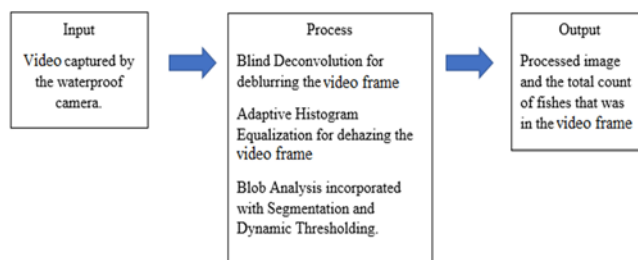 Input
Video captured by
the waterproof
camera.
Process
Blind Deconvolution for
deblurring the video frame
Adaptive Histogram
Equalization for dehazing the
video frame
Blob Analysis incorporated
with Segmentation and
Dynamic Thresholding.
Output
Processed image
and the total count
of fishes that was
in the video frame